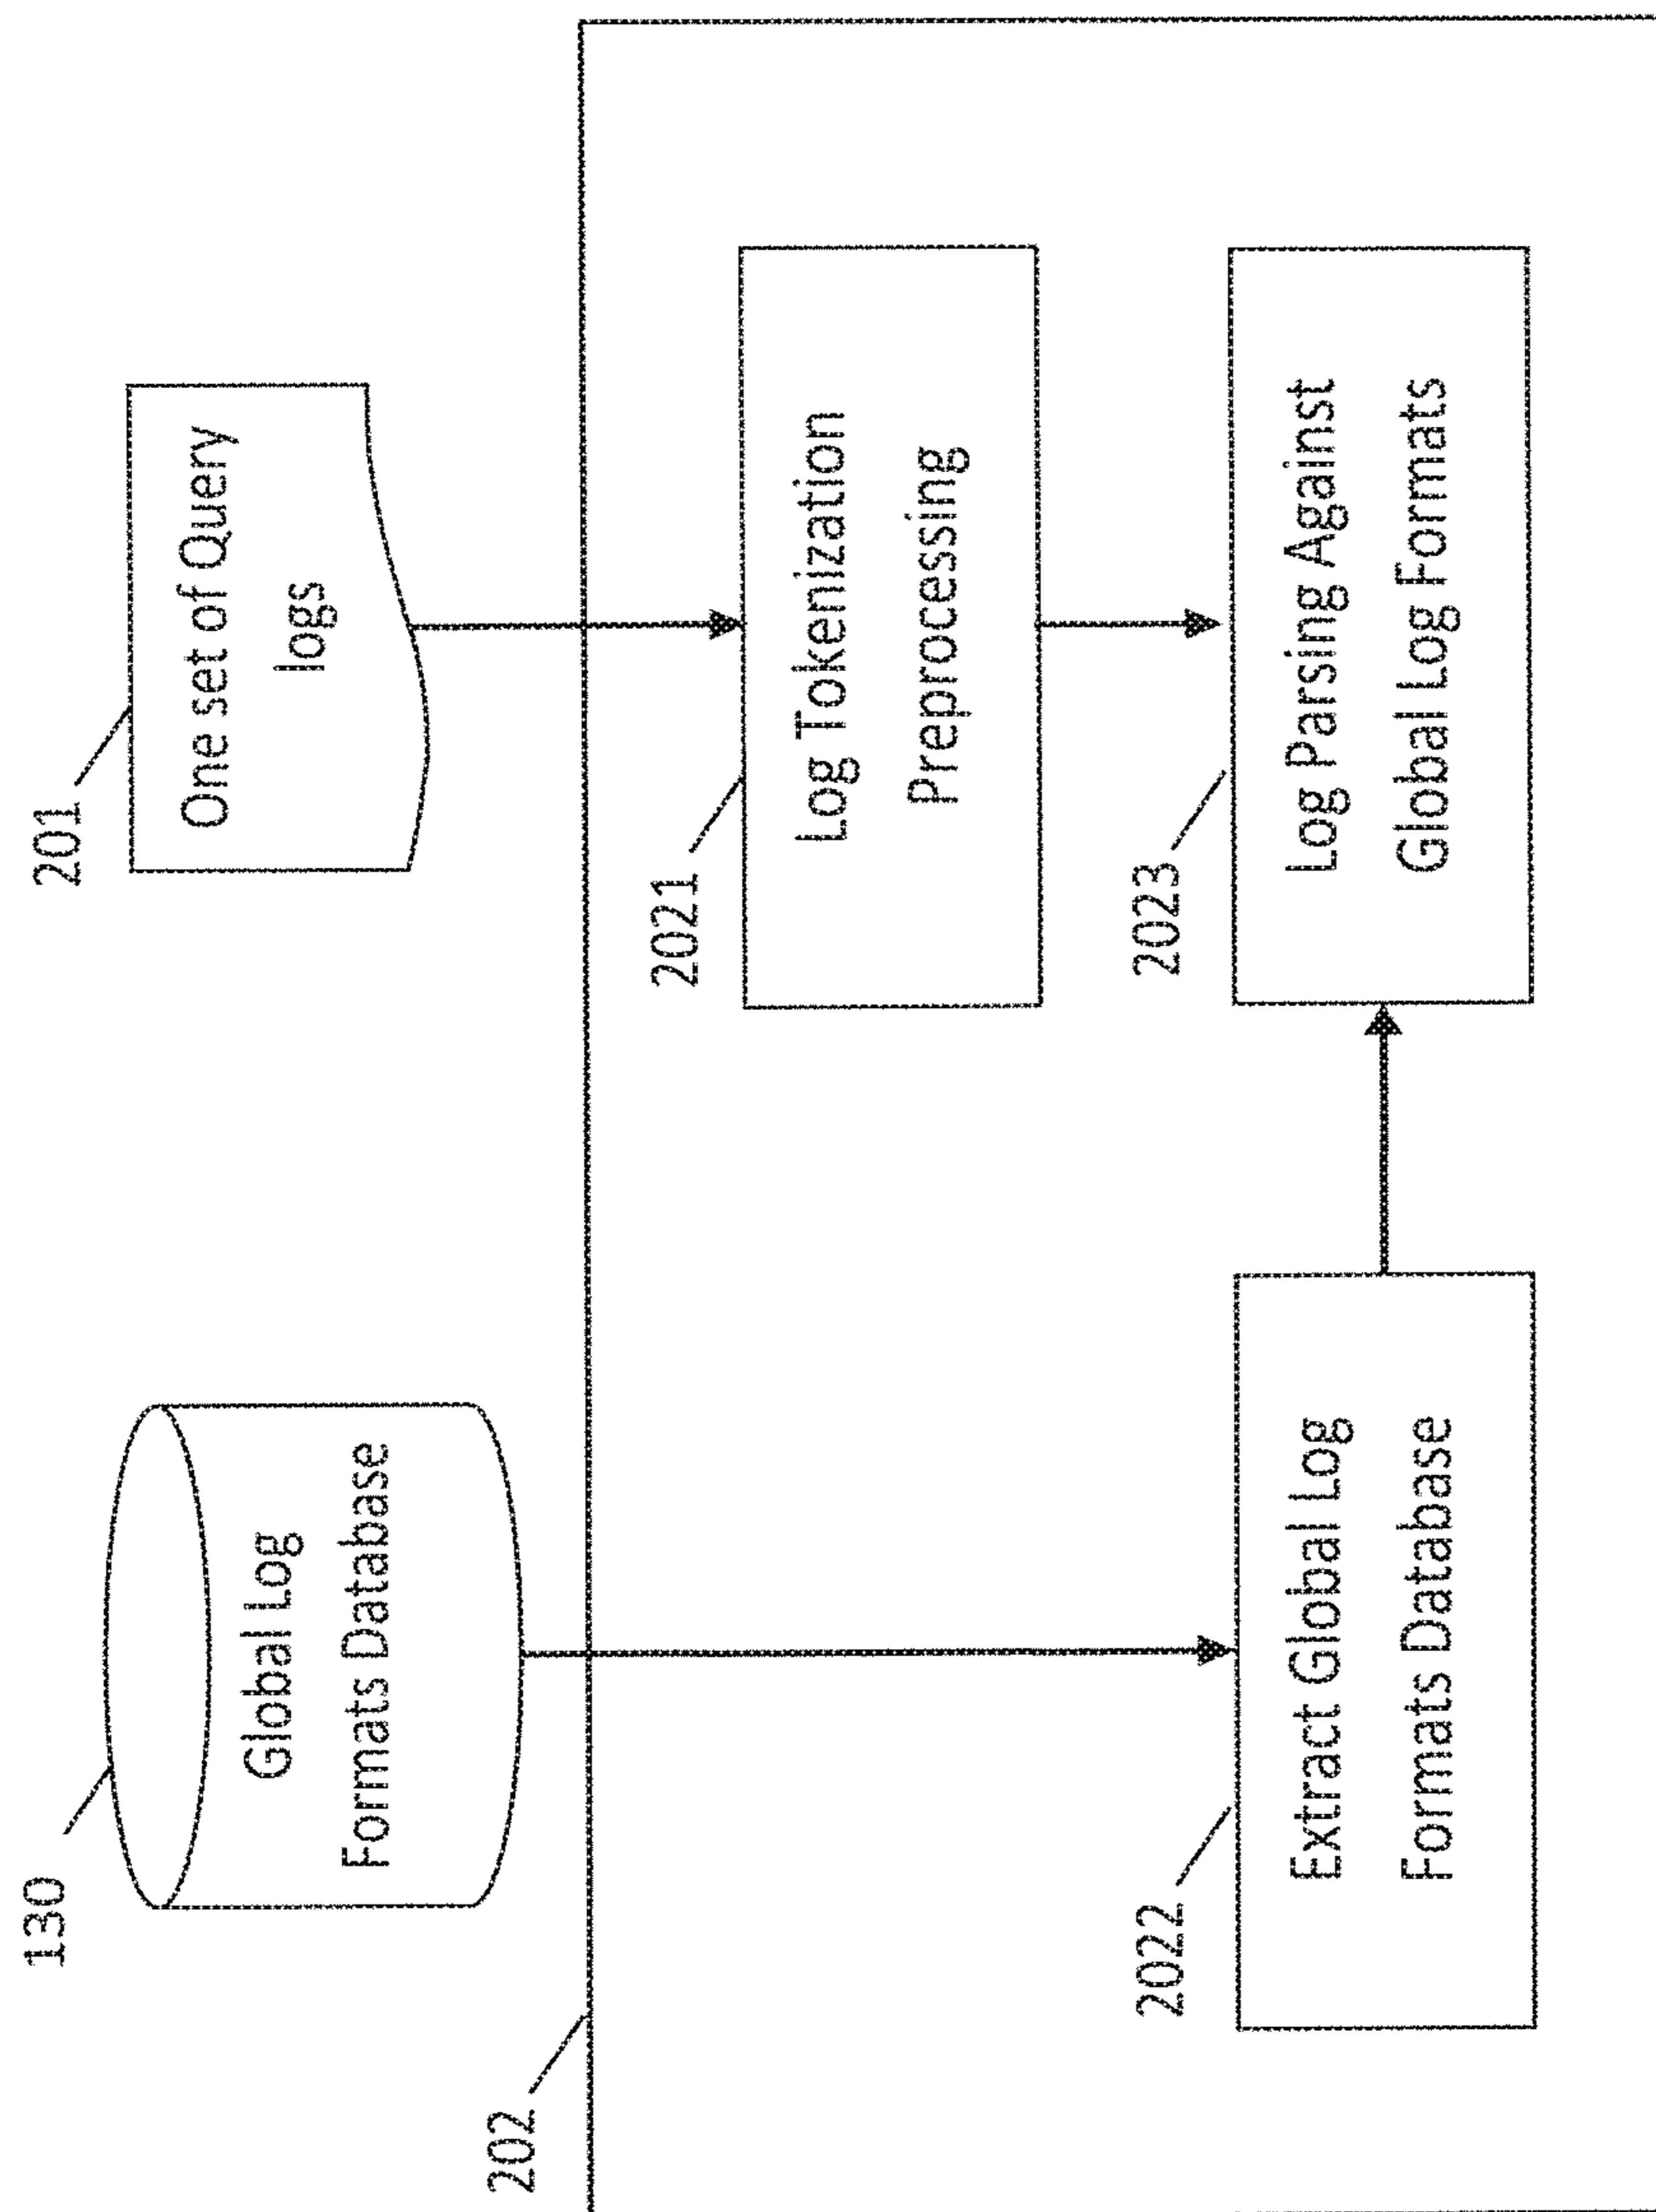 130
Global Log
Formats Database
201
One set of Query
logs
202
2021
Log Tokenization
Preprocessing
2022
Extract Global Log
Formats Database
2023
Log Parsing Against
Global Log Formats